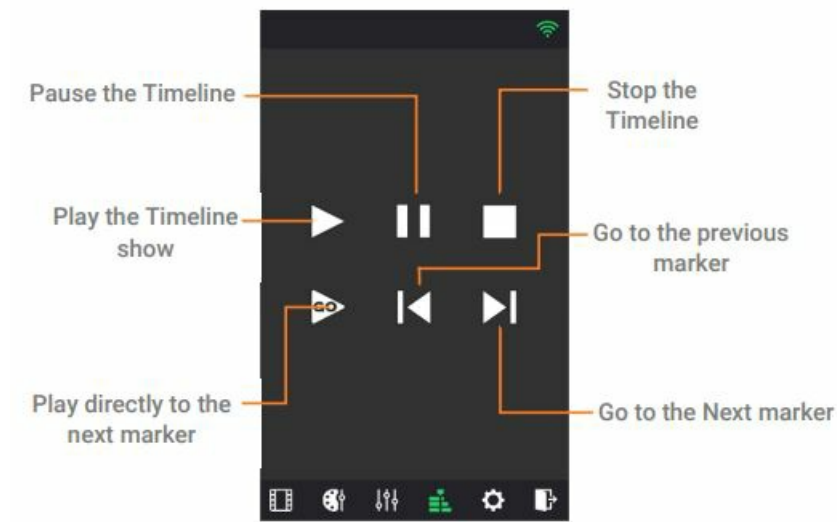 Pause the Timeline
Stop the
Timeline
Play the Timeline
show
Go to the previous
marker
GO
Play directly to the
next marker
Go to the Next marker